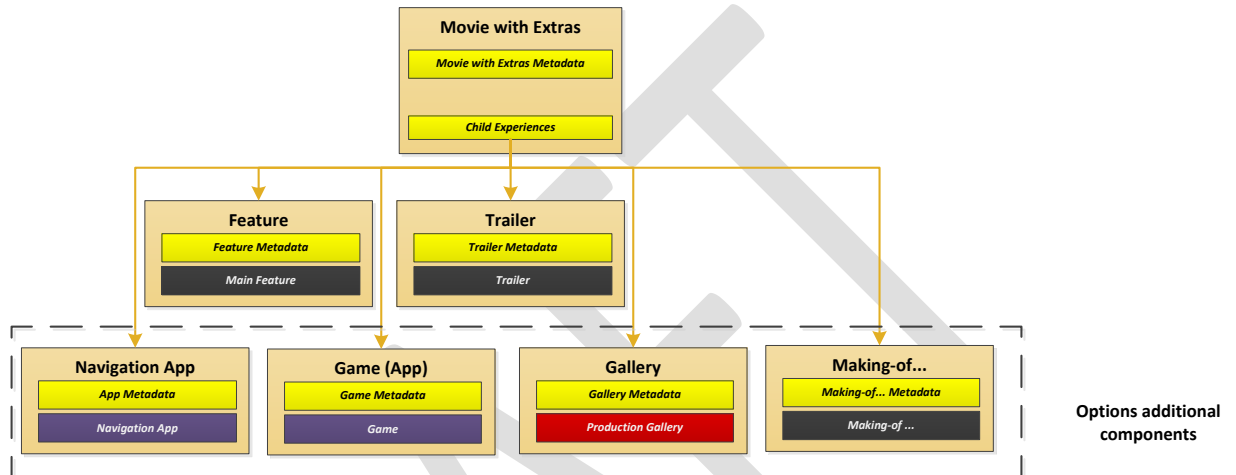 Movie with Extras
Movie with Extras Metadata
Child Experiences
Feature
Feature Metadata
Main Feature
Trailer
Trailer Metadata
Trailer
Navigation App
App Metadata
Navigation App
Game (App)
Game Metadata
Game
Gallery
Gallery Metadata
Production Gallery
Making-of...
Making-of... Metadata
Making-of ...
Options additional
components